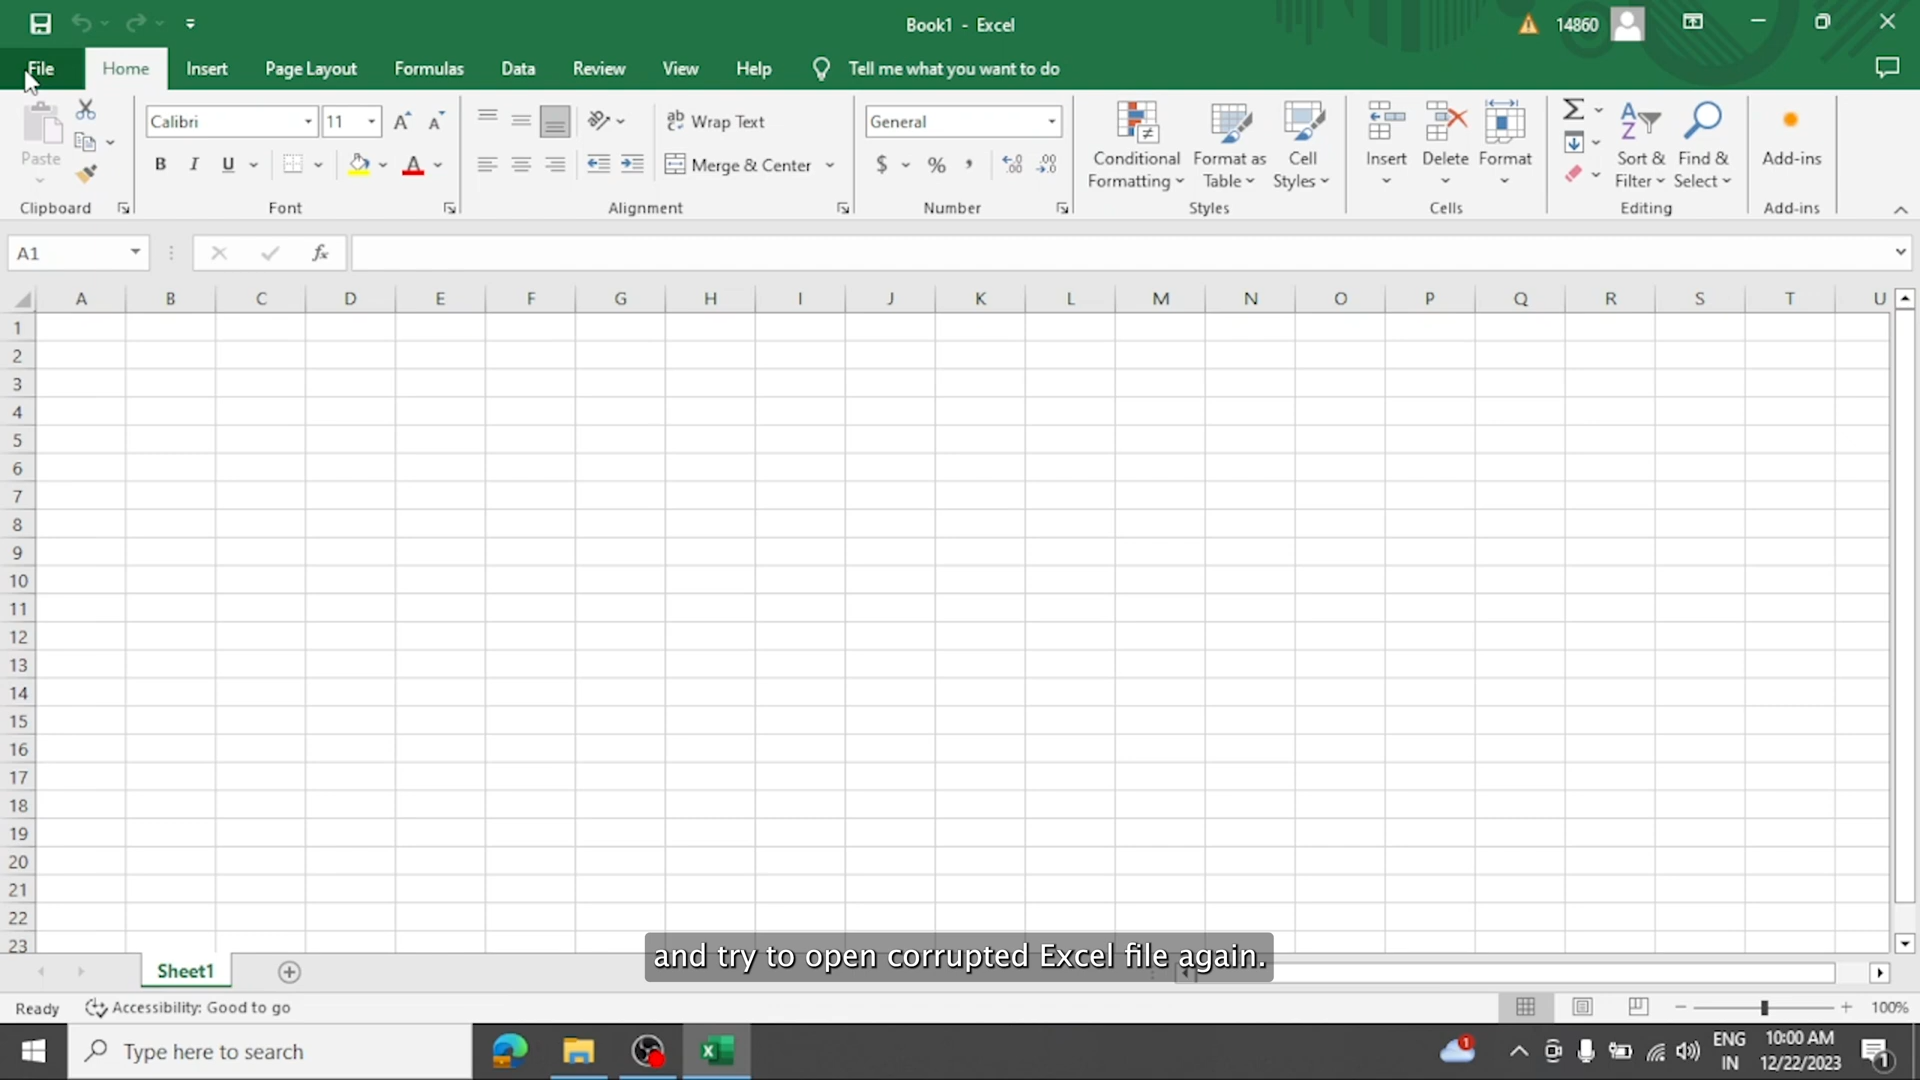 Book1 - Excel
14860
File Home Insert Page Layout Formulas Data Review View Help Tell me what you want to do
Paste
Calibri 11
B I U A
ab Wrap Text
Merge & Center
General
$ % ,
Conditional Formatting
Format as Table
Cell Styles
Insert Delete Format
Sort & Filter
Find & Select
Add-ins
Clipboard Font Alignment Number Styles Cells Editing Add-ins
A1 fx
A B C D E F G H I J K L M N O P Q R S T U
1
2
3
4
5
6
7
8
9
10
11
12
13
14
15
16
17
18
19
20
21
22
23
and try to open corrupted Excel file again.
Sheet1
Ready Accessibility: Good to go 100%
Type here to search
1
ENG IN
10:00 AM
12/22/2023
1